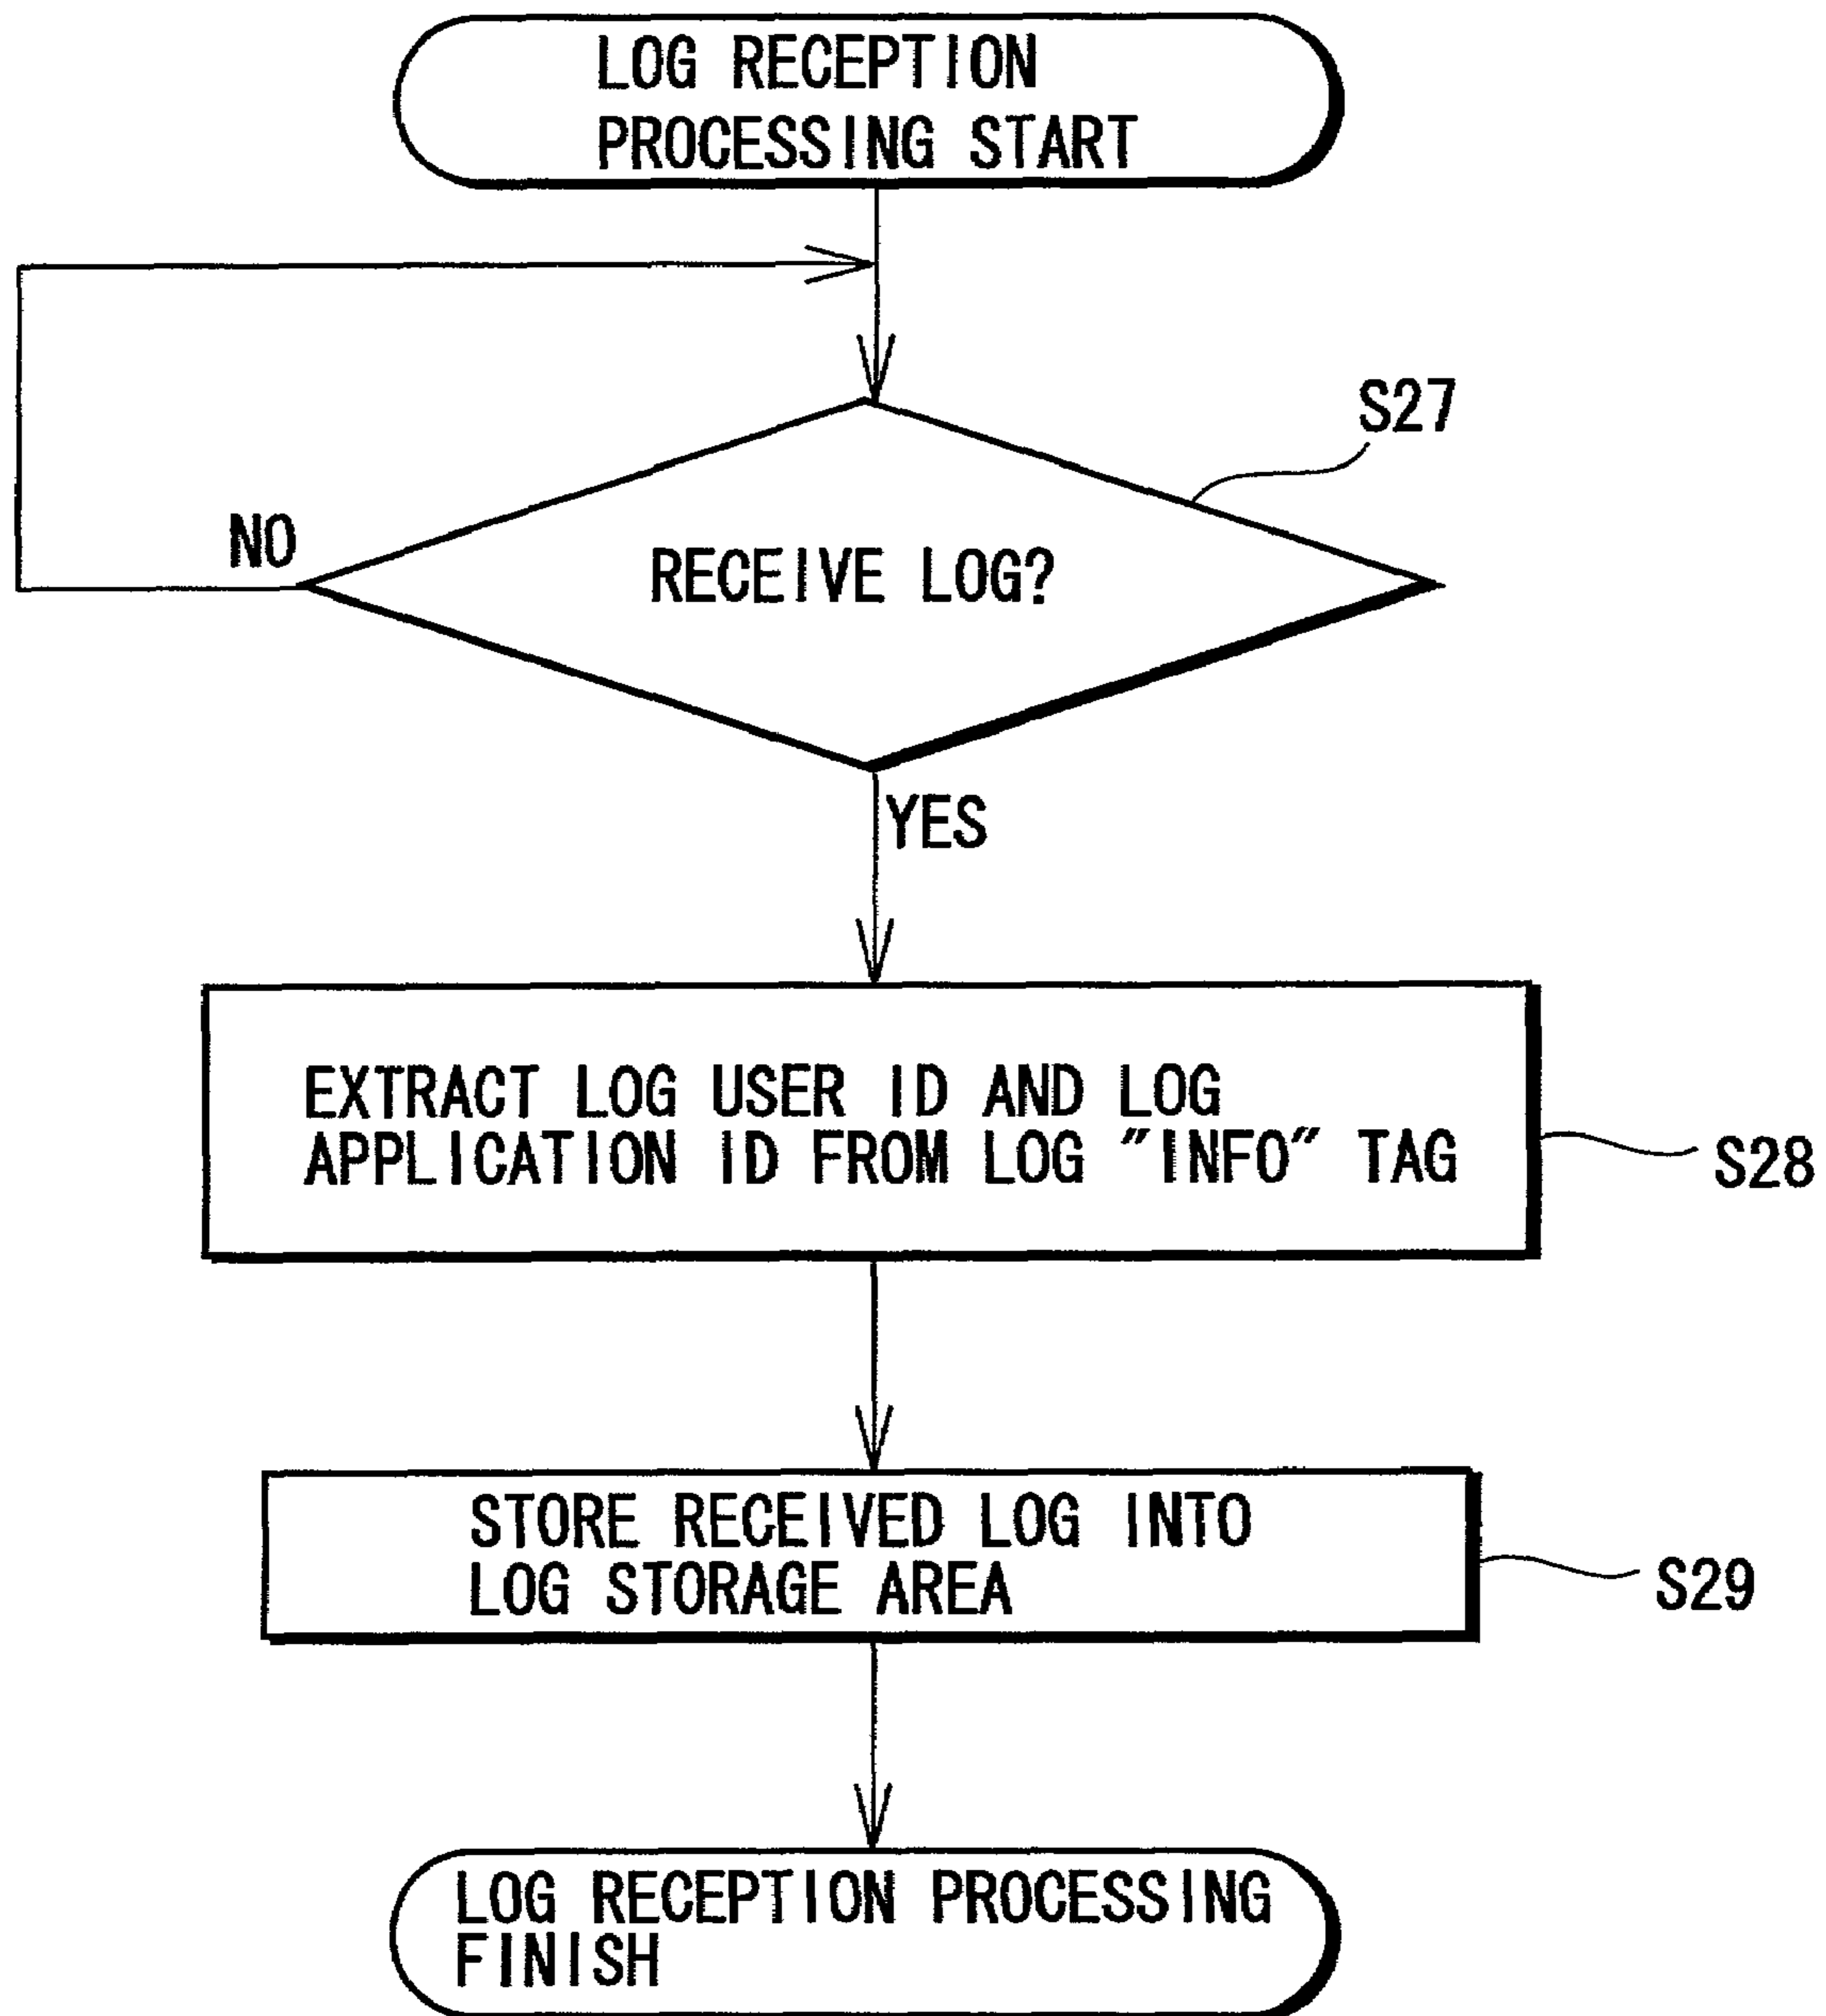 LOG RECEPTION
PROCESSING START
S27
NO
RECEIVE LOG?
YES
EXTRACT LOG USER ID AND LOG
APPLICATION ID FROM LOG "INFO" TAG
S28
STORE RECEIVED LOG INTO
LOG STORAGE AREA
S29
LOG RECEPTION PROCESSING
FINISH